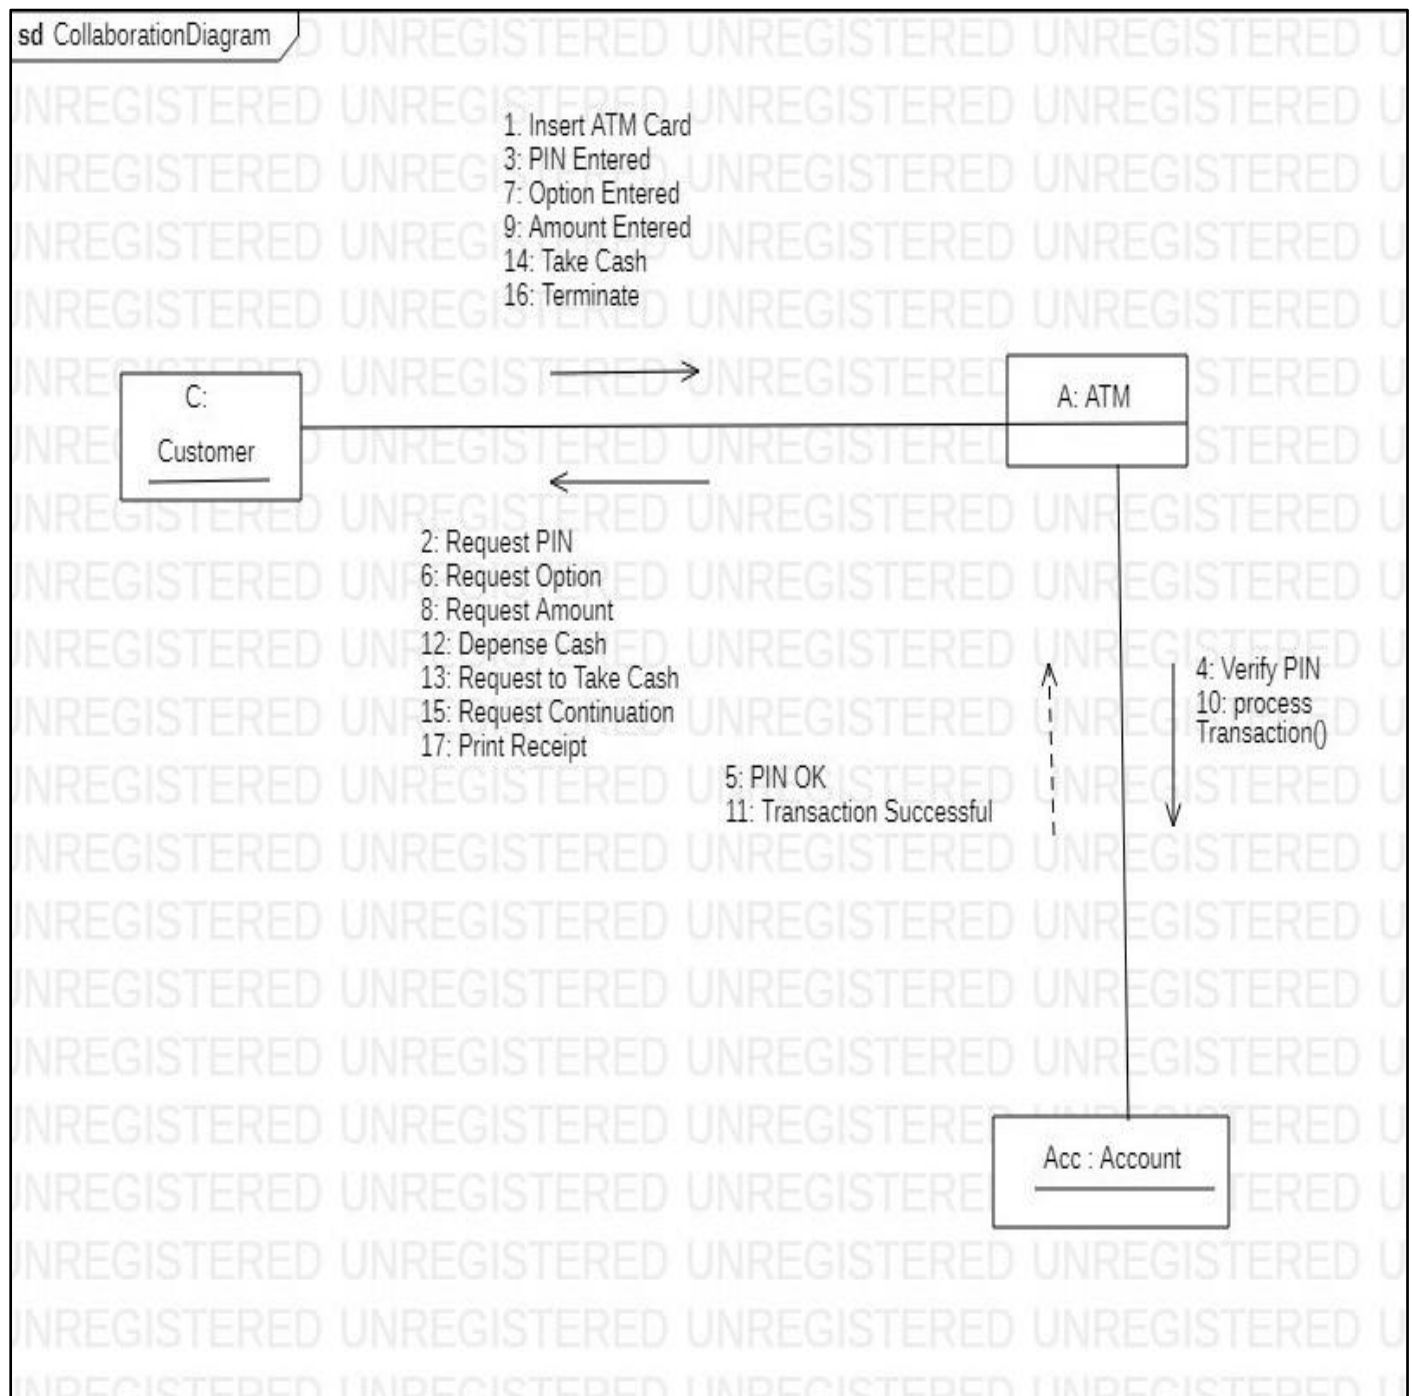 sd CollaborationDiagram
1. Insert ATM Card
3: PIN Entered
7: Option Entered
9: Amount Entered
14: Take Cash
16: Terminate
C:
Customer
A: ATM
2: Request PIN
6: Request Option
8: Request Amount
12: Depense Cash
13: Request to Take Cash
15: Request Continuation
17: Print Receipt
4: Verify PIN
10: process
Transaction()
5: PIN OK
11: Transaction Successful
Acc : Account
UNREGISTERED